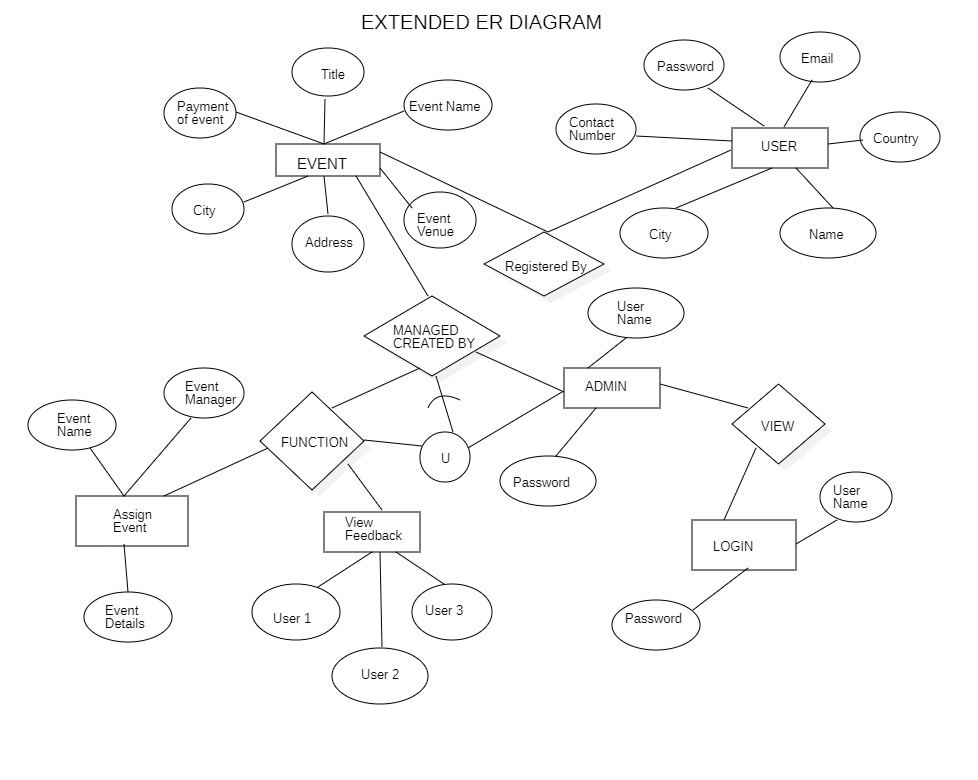 EXTENDED ER DIAGRAM
Title
Password
Email
Payment
of event
Event Name
Contact
Number
Country
EVENT
USER
City
Address
Event
Venue
City
Name
Registered By
User
Name
MANAGED
CREATED BY
ADMIN
Event
Manager
Event
Name
FUNCTION
U
VIEW
Password
User
Name
Assign
Event
View
Feedback
LOGIN
Event
Details
User 1
User 3
Password
User 2